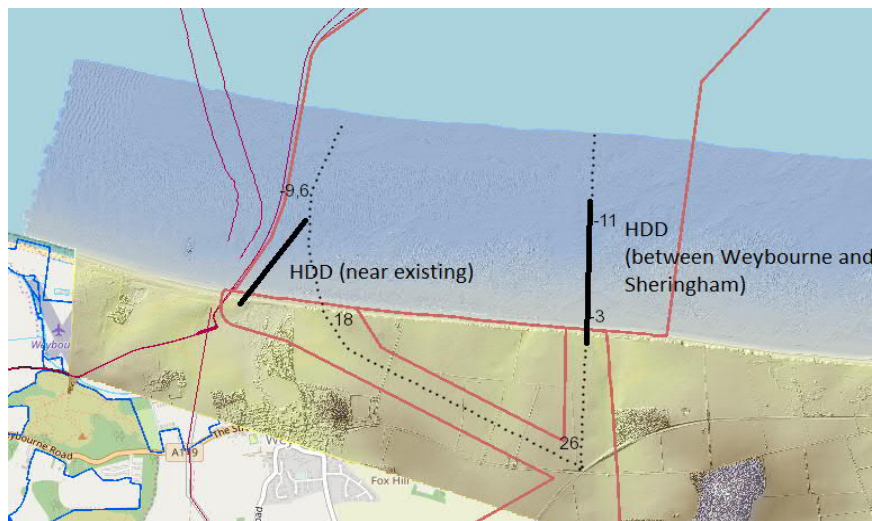 -9,6
-11
HDD
(between Weybourne and
Sheringham)
HDD (near existing)
-3
18
Weybou
26
eybourne Road
The St
A149
We
Fox Hill